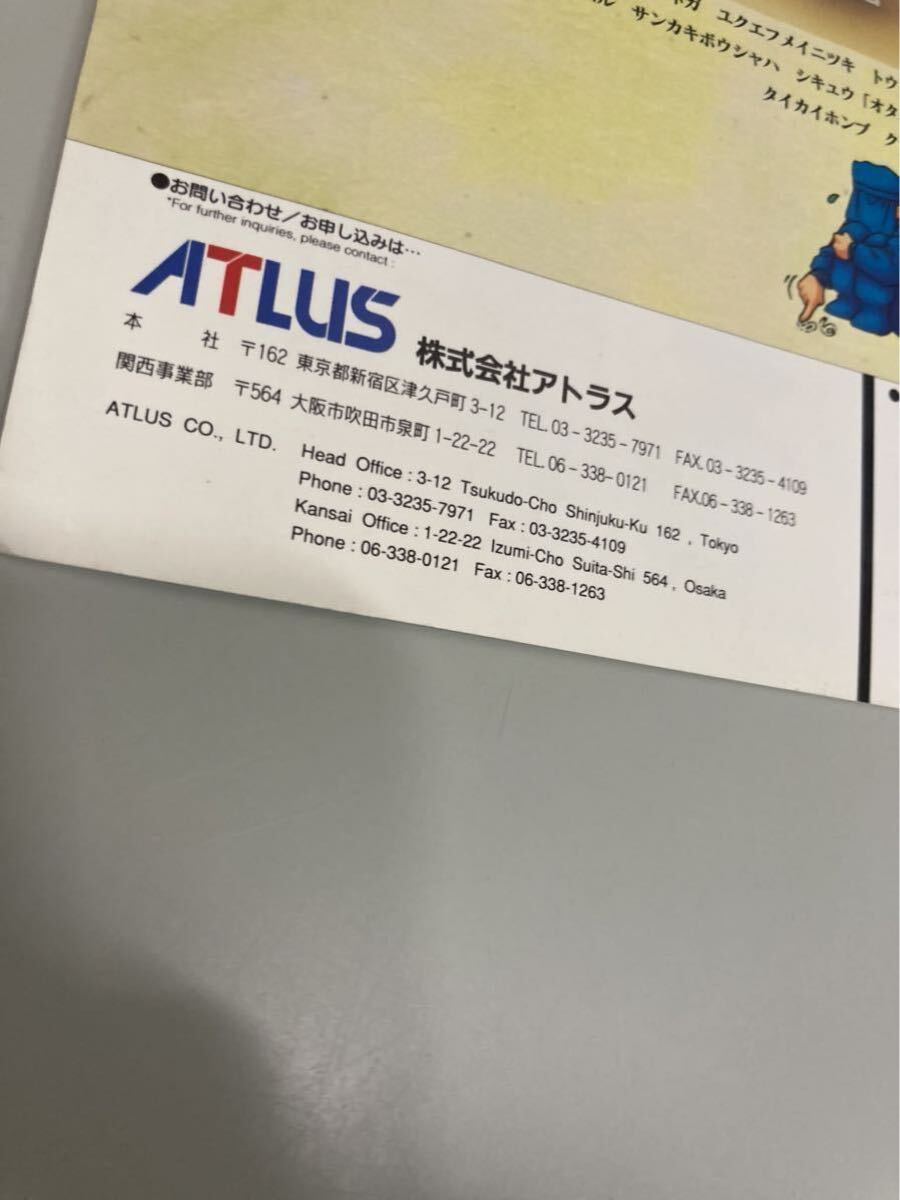 ユクエフメイニツキ トウ
サンカキボウシャハ シキュウ「オタ
タイカイホンブ ク
●お問い合わせ／お申し込みは…
*For further inquiries, please contact :
ATLUS 株式会社アトラス
本 社 〒162 東京都新宿区津久戸町3-12 TEL.03-3235-7971 FAX.03-3235-4109
関西事業部 〒564 大阪市吹田市泉町1-22-22 TEL.06-338-0121 FAX.06-338-1263
ATLUS CO., LTD. Head Office : 3-12 Tsukudo-Cho Shinjuku-Ku 162 , Tokyo
Phone : 03-3235-7971 Fax : 03-3235-4109
Kansai Office : 1-22-22 Izumi-Cho Suita-Shi 564 , Osaka
Phone : 06-338-0121 Fax : 06-338-1263